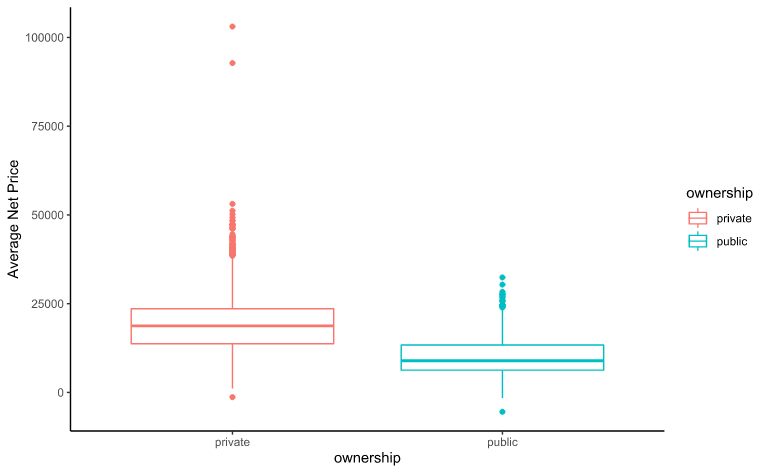 100000
75000
50000
25000
0
Average Net Price
private
public
ownership
ownership
private
public